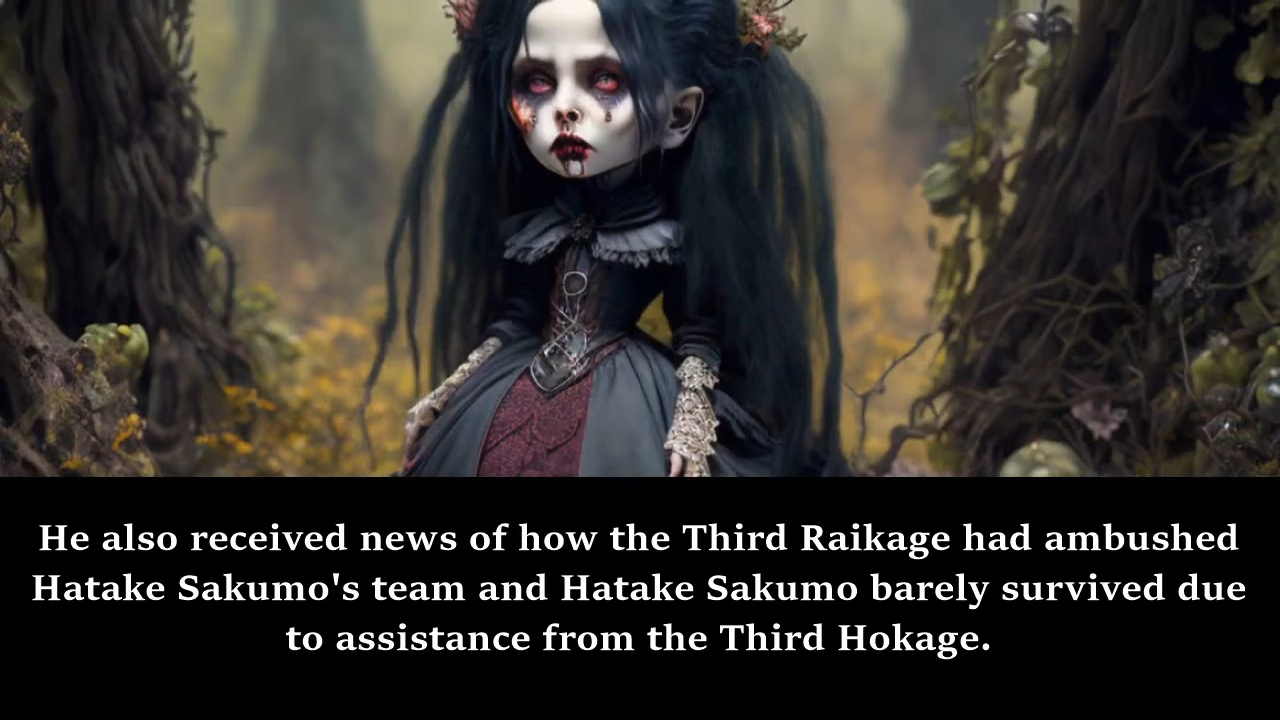 He also received news of how the Third Raikage had ambushed
Hatake Sakumo's team and Hatake Sakumo barely survived due
to assistance from the Third Hokage.